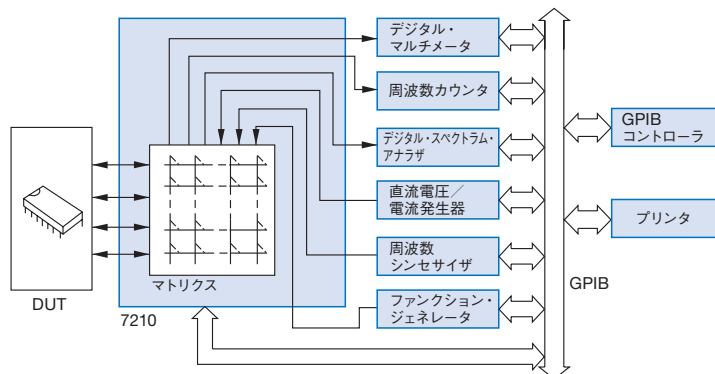 デジタル・
マルチメータ
周波数カウンタ
デジタル・スペクトラム・
アナラザ
直流電圧／
電流発生器
周波数
シンセサイザ
ファンクション・
ジェネレータ
GPIB
コントローラ
プリンタ
GPIB
マトリクス
DUT
7210